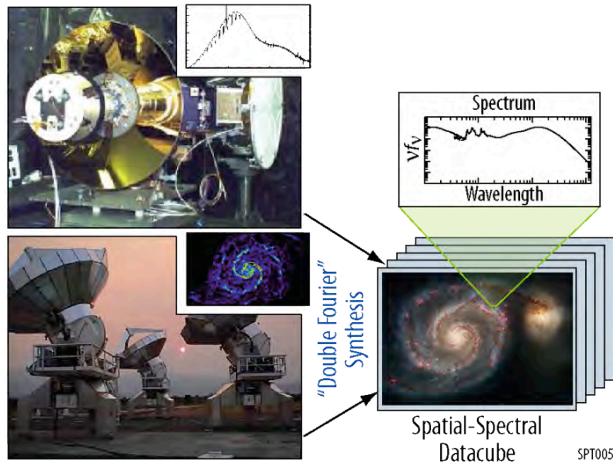 Spectrum
νfν
Wavelength
"Double Fourier"
Synthesis
Spatial-Spectral
Datacube
SPT005